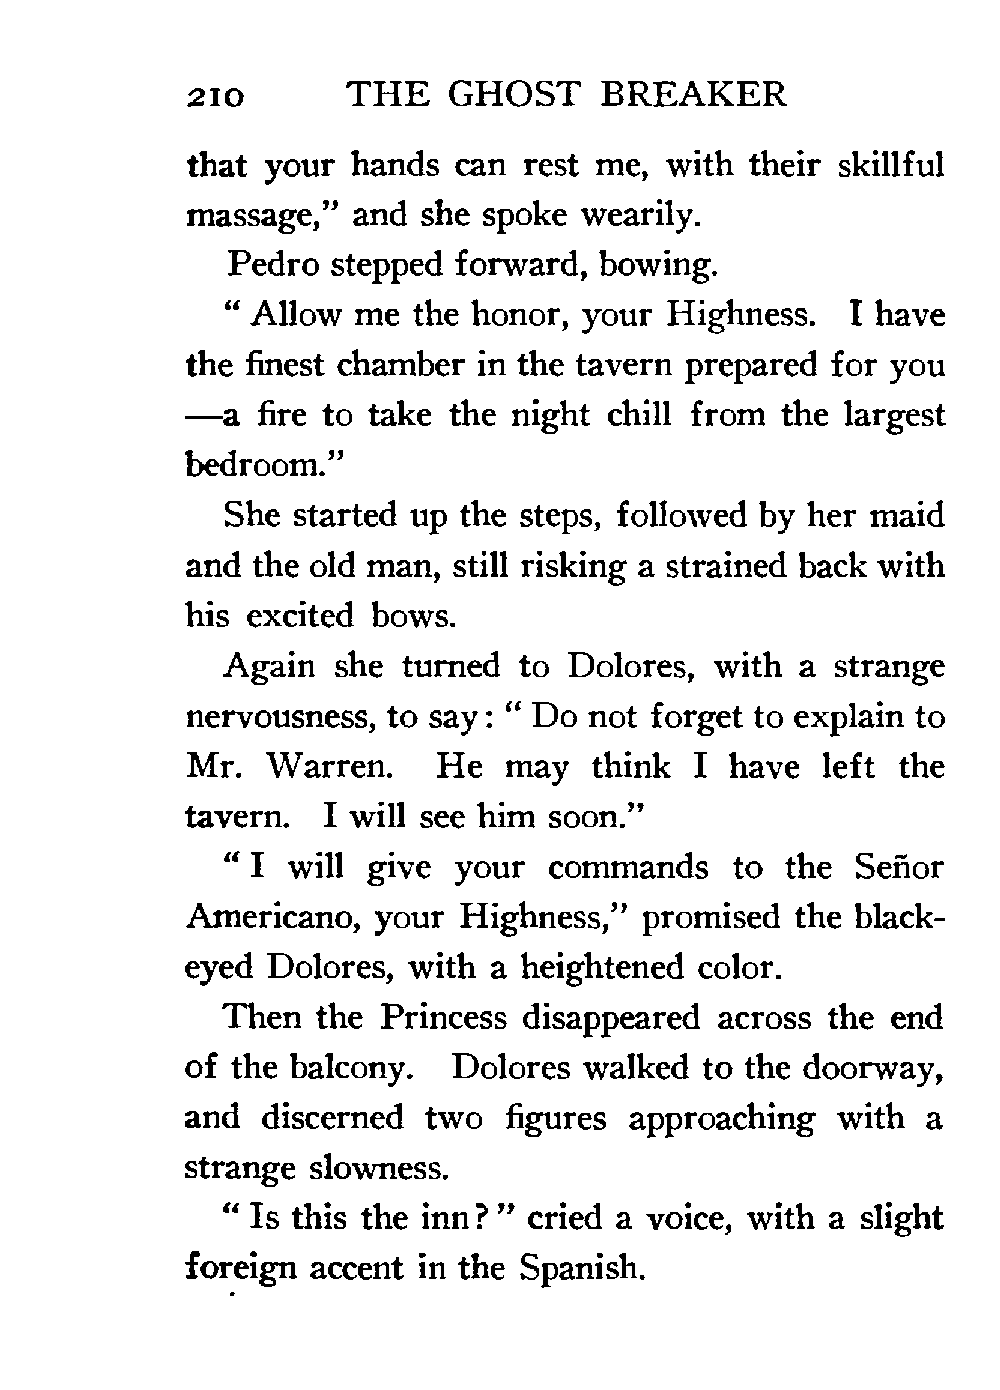 210 THE GHOST BREAKER
that your hands can rest me, with their skillful
massage,” and she spoke wearily.
Pedro stepped forward, bowing.
“ Allow me the honor, your Highness. I have
the finest chamber in the tavern prepared for you
—a fire to take the night chill from the largest
bedroom.”
She started up the steps, followed by her maid
and the old man, still risking a strained back with
his excited bows.
Again she turned to Dolores, with a strange
nervousness, to say: “ Do not forget to explain to
Mr. Warren. He may think I have left the
tavern. I will see him soon.”
“ I will give your commands to the Señor
Americano, your Highness,” promised the black-
eyed Dolores, with a heightened color.
Then the Princess disappeared across the end
of the balcony. Dolores walked to the doorway,
and discerned two figures approaching with a
strange slowness.
“ Is this the inn? ” cried a voice, with a slight
foreign accent in the Spanish.